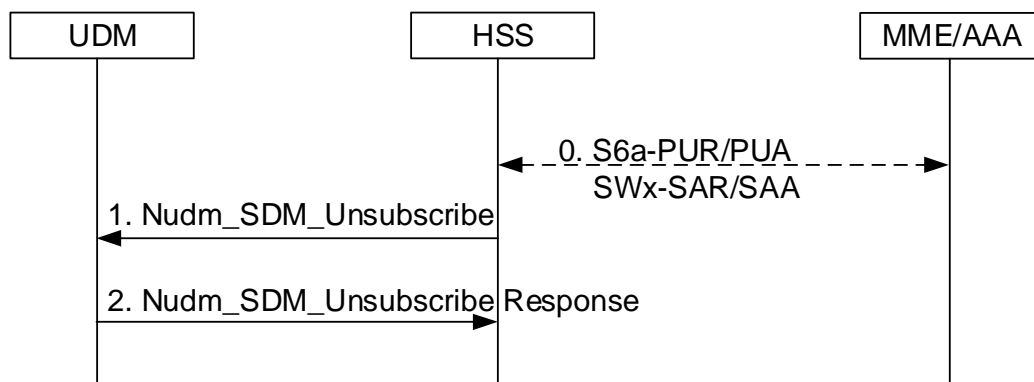 UDM
HSS
MME/AAA
0. S6a-PUR/PUA
SWx-SAR/SAA
1. Nudm_SDM_Unsubscribe
2. Nudm_SDM_Unsubscribe Response